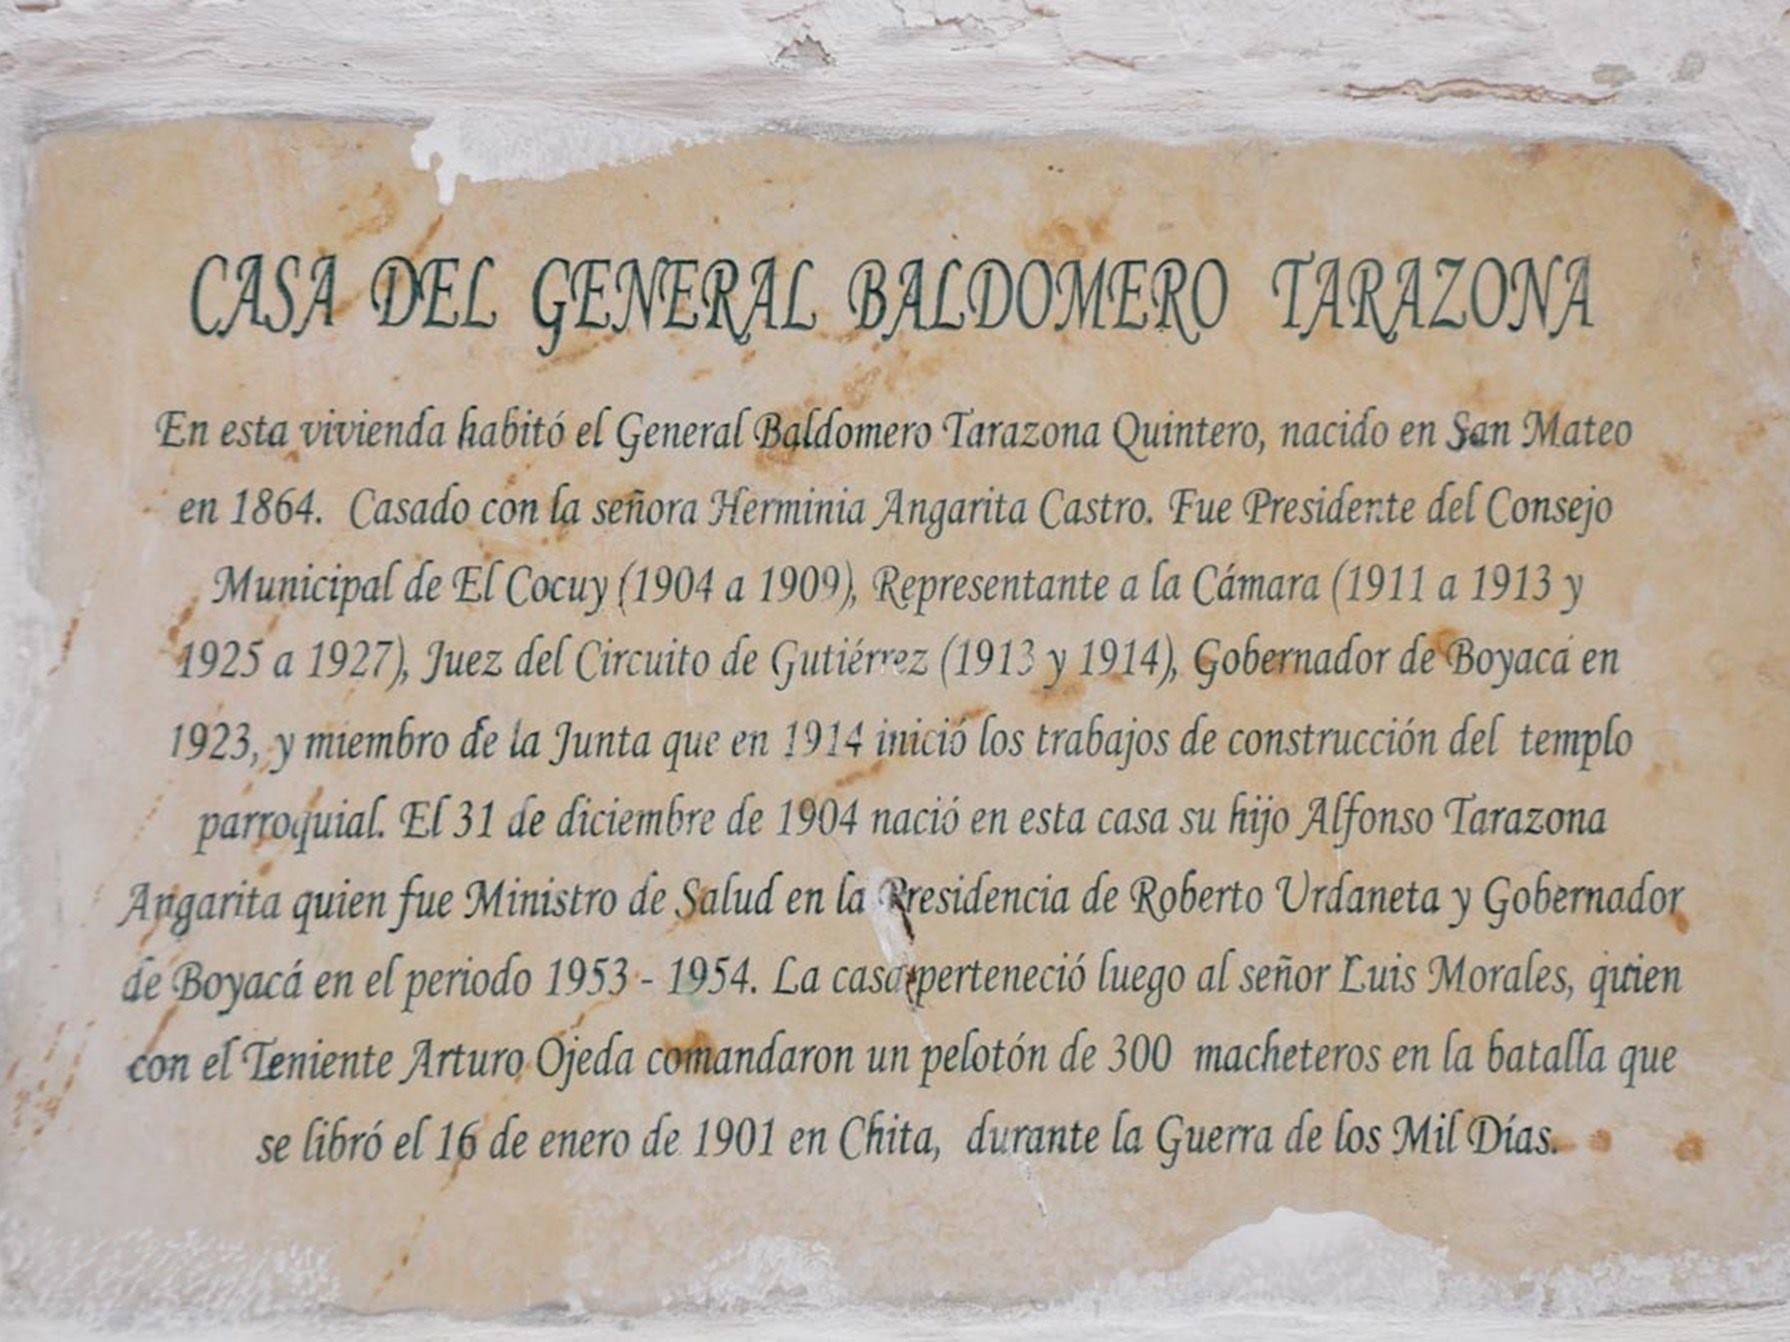 CASA DEL GENERAL BALDOMERO TARAZONA
En esta vivienda habitó el General Baldomero Tarazona Quintero, nacido en San Mateo
en 1864. Casado con la señora Herminia Angarita Castro. Fue Presidente del Consejo
Municipal de El Cocuy (1904 a 1909), Representante a la Cámara (1911 a 1913 y
1925 a 1927), Juez del Circuito de Gutiérrez (1913 y 1914), Gobernador de Boyacá en
1923, y miembro de la Junta que en 1914 inició los trabajos de construcción del templo
parroquial. El 31 de diciembre de 1904 nació en esta casa su hijo Alfonso Tarazona
Angarita quien fue Ministro de Salud en la Presidencia de Roberto Urdaneta y Gobernador
de Boyacá en el periodo 1953 - 1954. La casa perteneció luego al señor Luis Morales, quien
con el Teniente Arturo Ojeda comandaron un pelotón de 300 macheteros en la batalla que
se libró el 16 de enero de 1901 en Chita, durante la Guerra de los Mil Días.